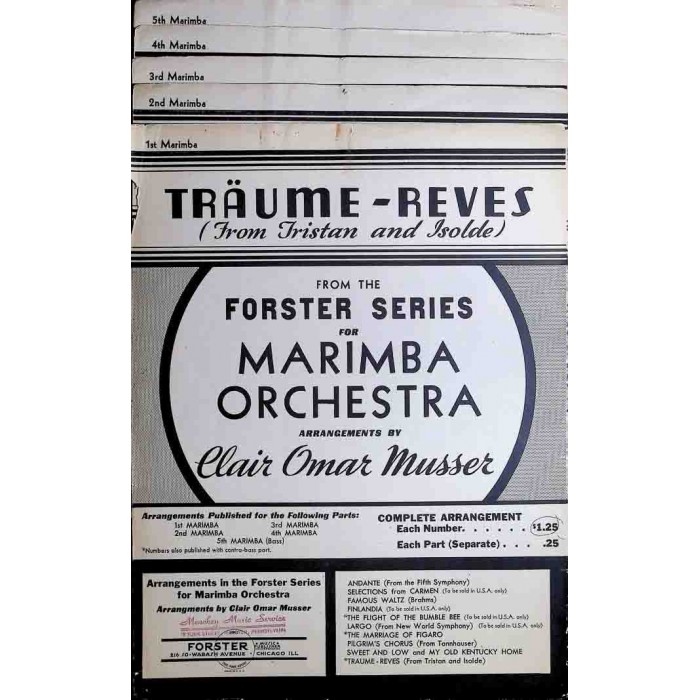 5th Marimba
4th Marimba
3rd Marimba
2nd Marimba
1st Marimba
TRÄUME - REVES
(From Tristan and Isolde)
FROM THE
FORSTER SERIES
FOR
MARIMBA
ORCHESTRA
ARRANGEMENTS BY
Clair Omar Musser
Arrangements Published for the Following Parts:
1st MARIMBA 3rd MARIMBA
2nd MARIMBA 4th MARIMBA
5th MARIMBA (Bass)
*Numbers also published with contra-bass part.
COMPLETE ARRANGEMENT
Each Number. . . . . . $1.25
Each Part (Separate) . . . .25
Arrangements in the Forster Series
for Marimba Orchestra
Arrangements by Clair Omar Musser
Music Service
FORSTER
216 SO. WABASH AVENUE CHICAGO ILL
ANDANTE (From the Fifth Symphony)
SELECTIONS from CARMEN (To be sold in U.S.A. only)
FAMOUS WALTZ (Brahms)
FINLANDIA (To be sold in U.S.A. only)
*THE FLIGHT OF THE BUMBLE BEE (To be sold in U.S.A. only)
LARGO (From New World Symphony) (To be sold in U.S.A. only)
*THE MARRIAGE OF FIGARO
PILGRIM'S CHORUS (From Tannhauser)
SWEET AND LOW and MY OLD KENTUCKY HOME
*TRAUME-REVES (From Tristan and Isolde)